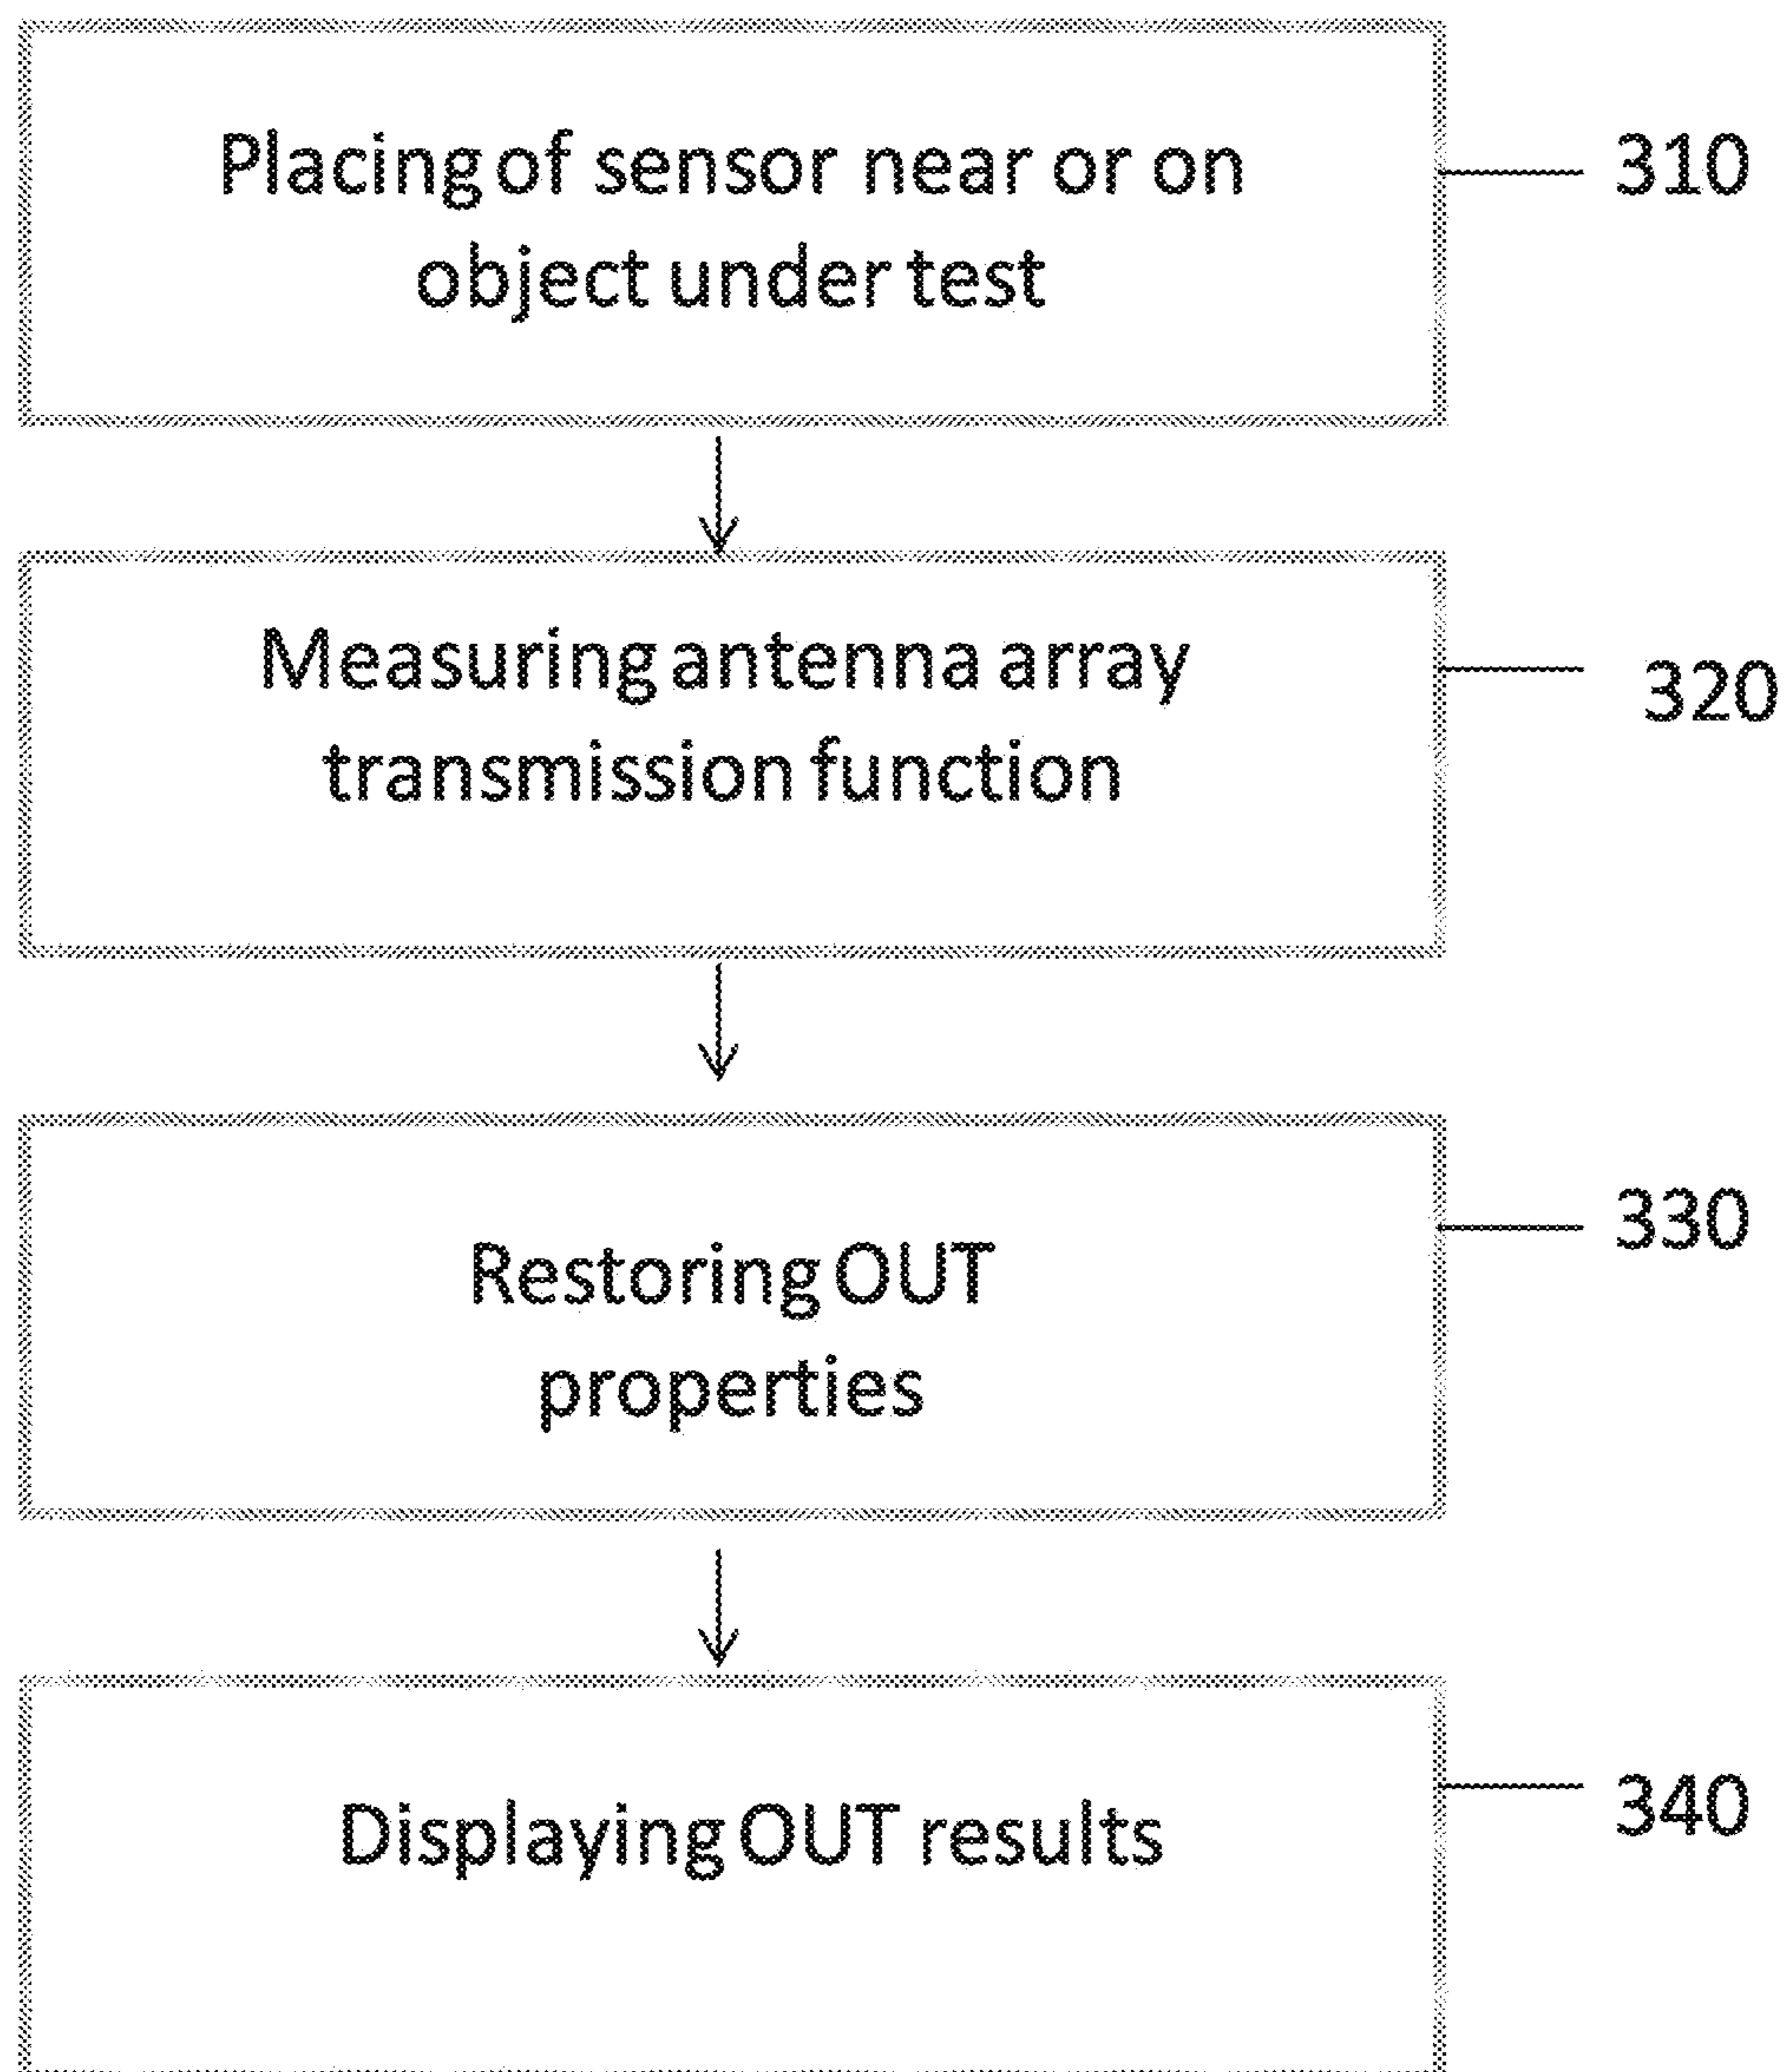 Placing of sensor near or on
object under test
310
Measuring antenna array
transmission function
320
Restoring OUT
properties
330
Displaying OUT results
340